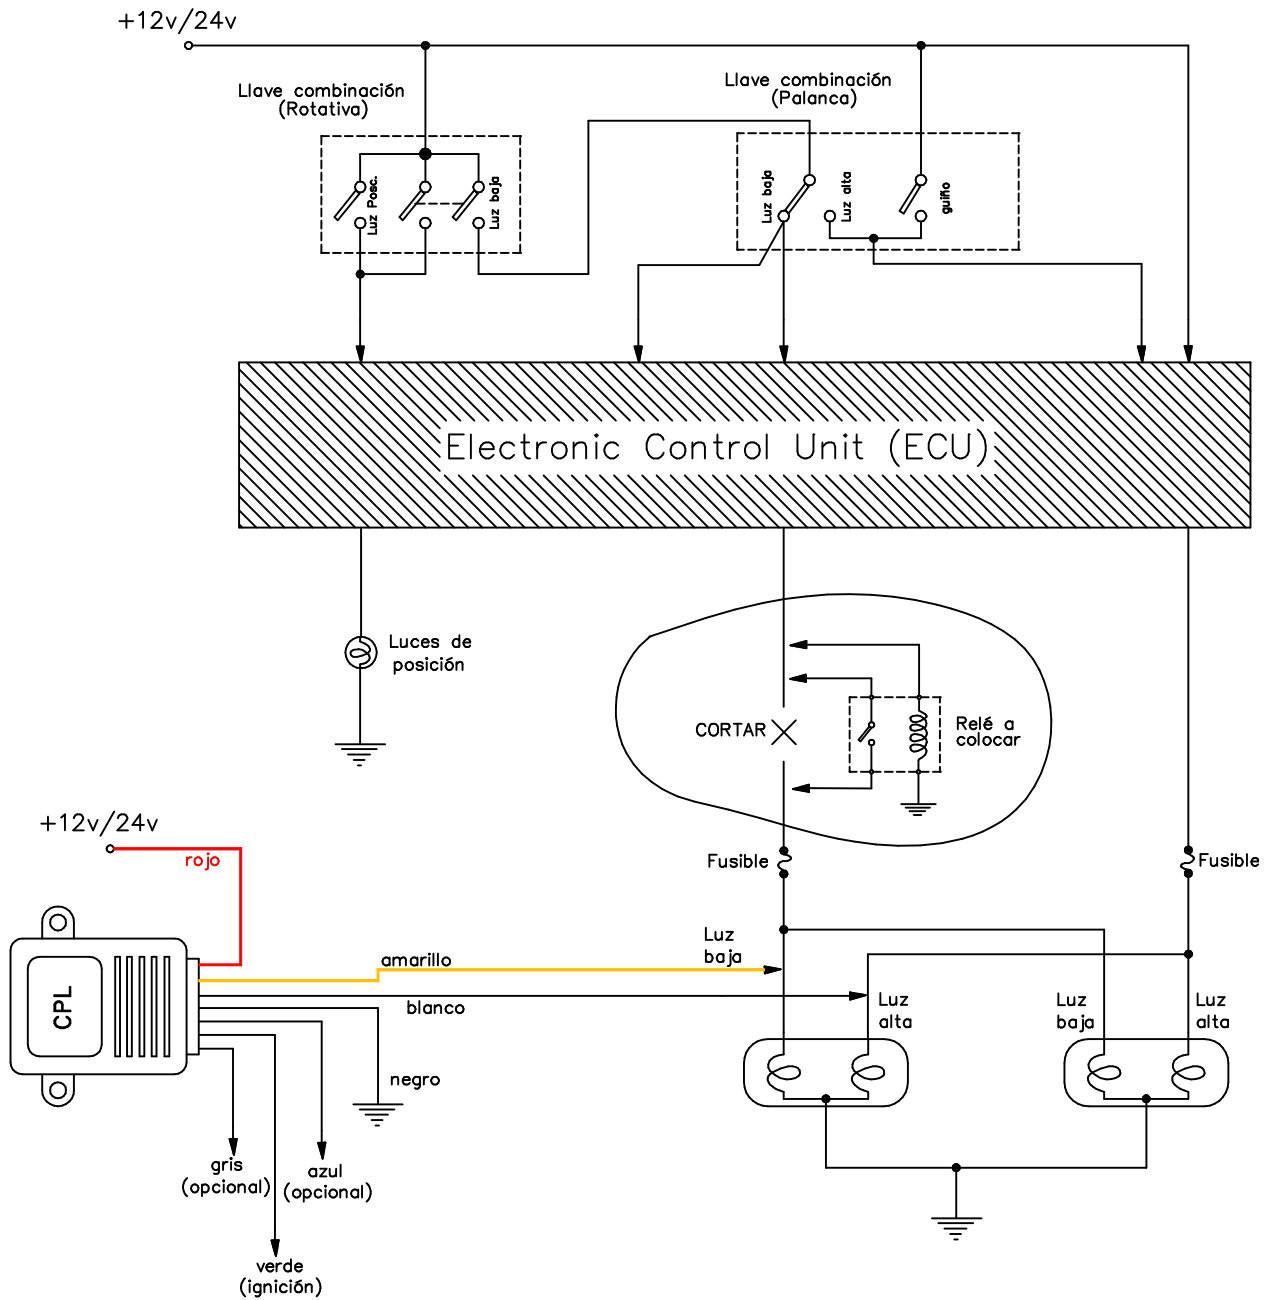 +12v/24v
Llave combinación
(Rotativa)
Llave combinación
(Palanca)
Luz Posc.
Luz baja
Luz baja
Luz alta
guiño
Electronic Control Unit (ECU)
Luces de
posición
CORTAR
Relé a
colocar
+12v/24v
rojo
Fusible
Fusible
CPL
amarillo
Luz
baja
blanco
Luz
alta
Luz
baja
Luz
alta
negro
gris
(opcional)
azul
(opcional)
verde
(ignición)